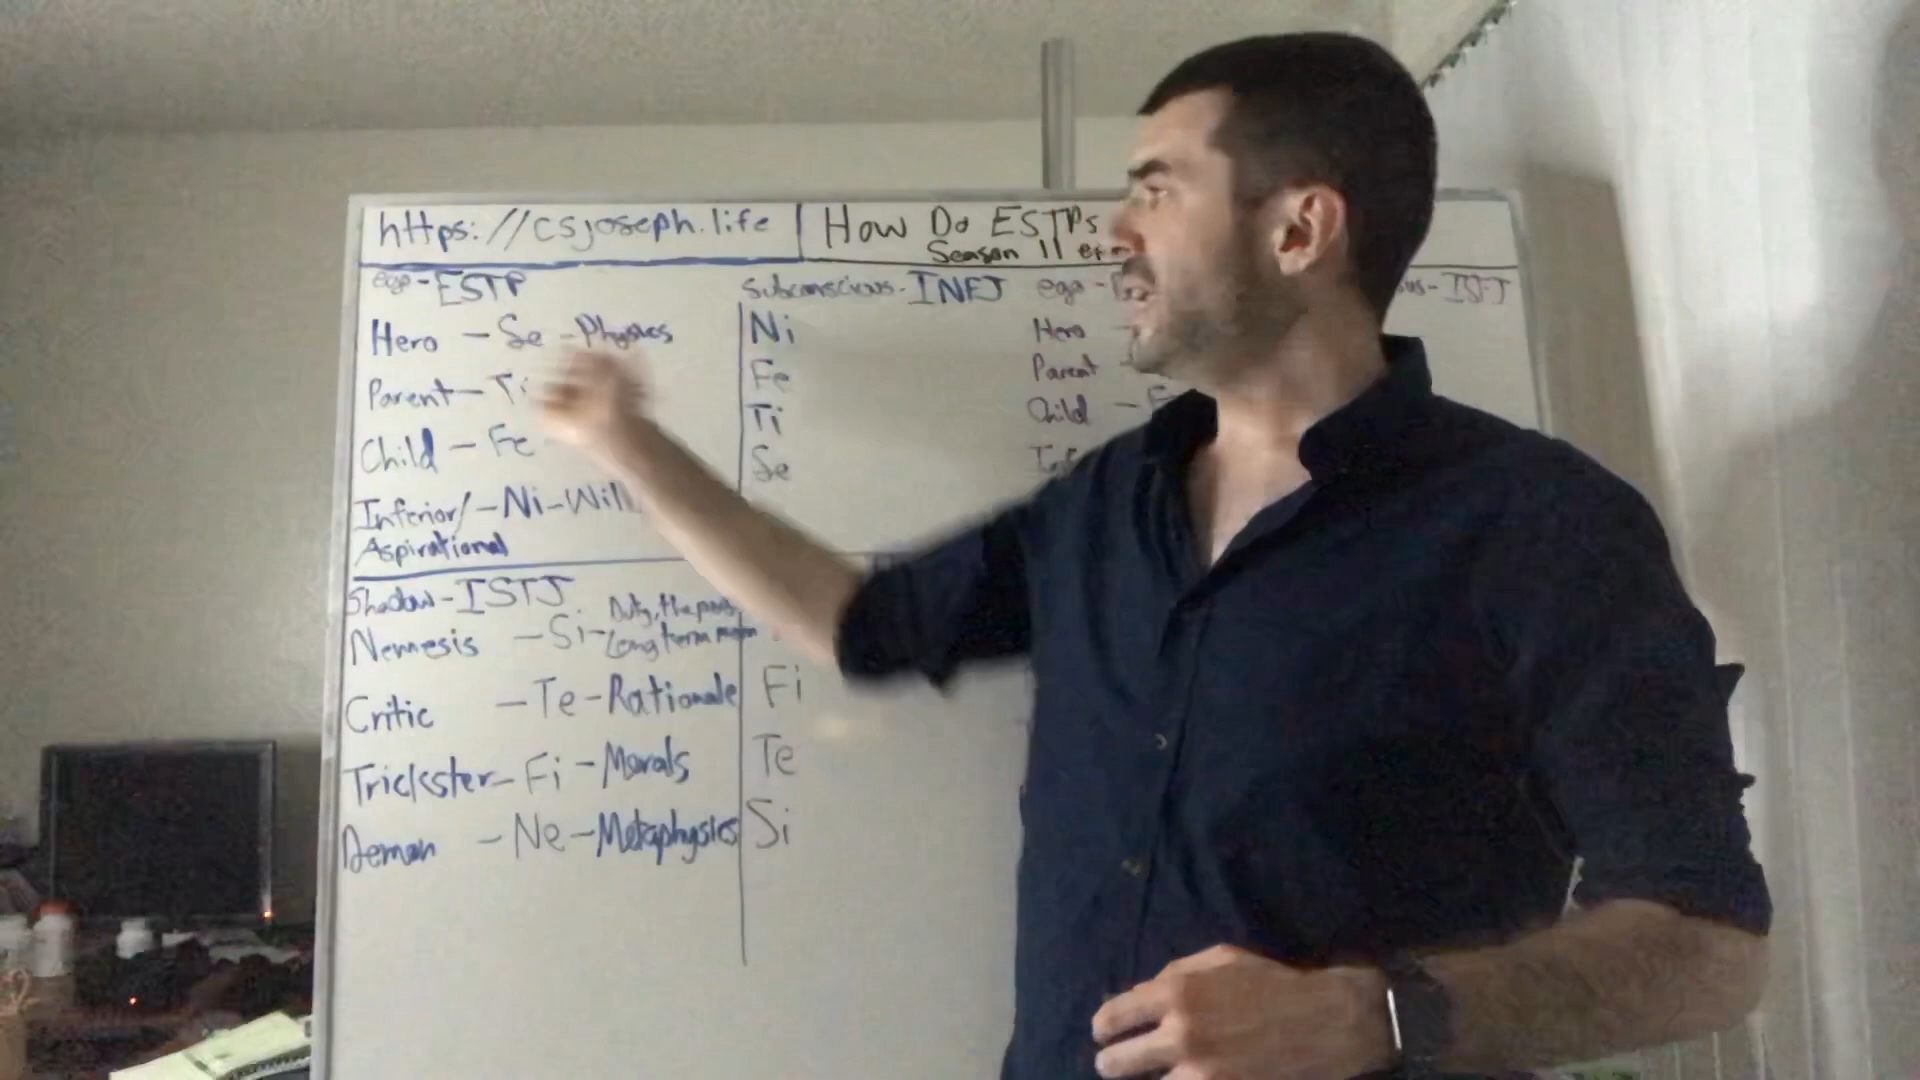 https://csjoseph.life
How Do ESTPs
Season 11
ego-ESTP
Hero - Se - Physics
Parent - Ti
Child - Fe
Inferior/ - Ni - Will
Aspirational
Subconscious-INFJ
Ni
Fe
Ti
Se
ego -
Hero -
Parent -
Child -
Shadow-ISTJ
Nemesis - Si - Duty, the past,
Long term
Critic - Te - Rationale
Trickster - Fi - Morals
Demon - Ne - Metaphysics
Fi
Te
Si